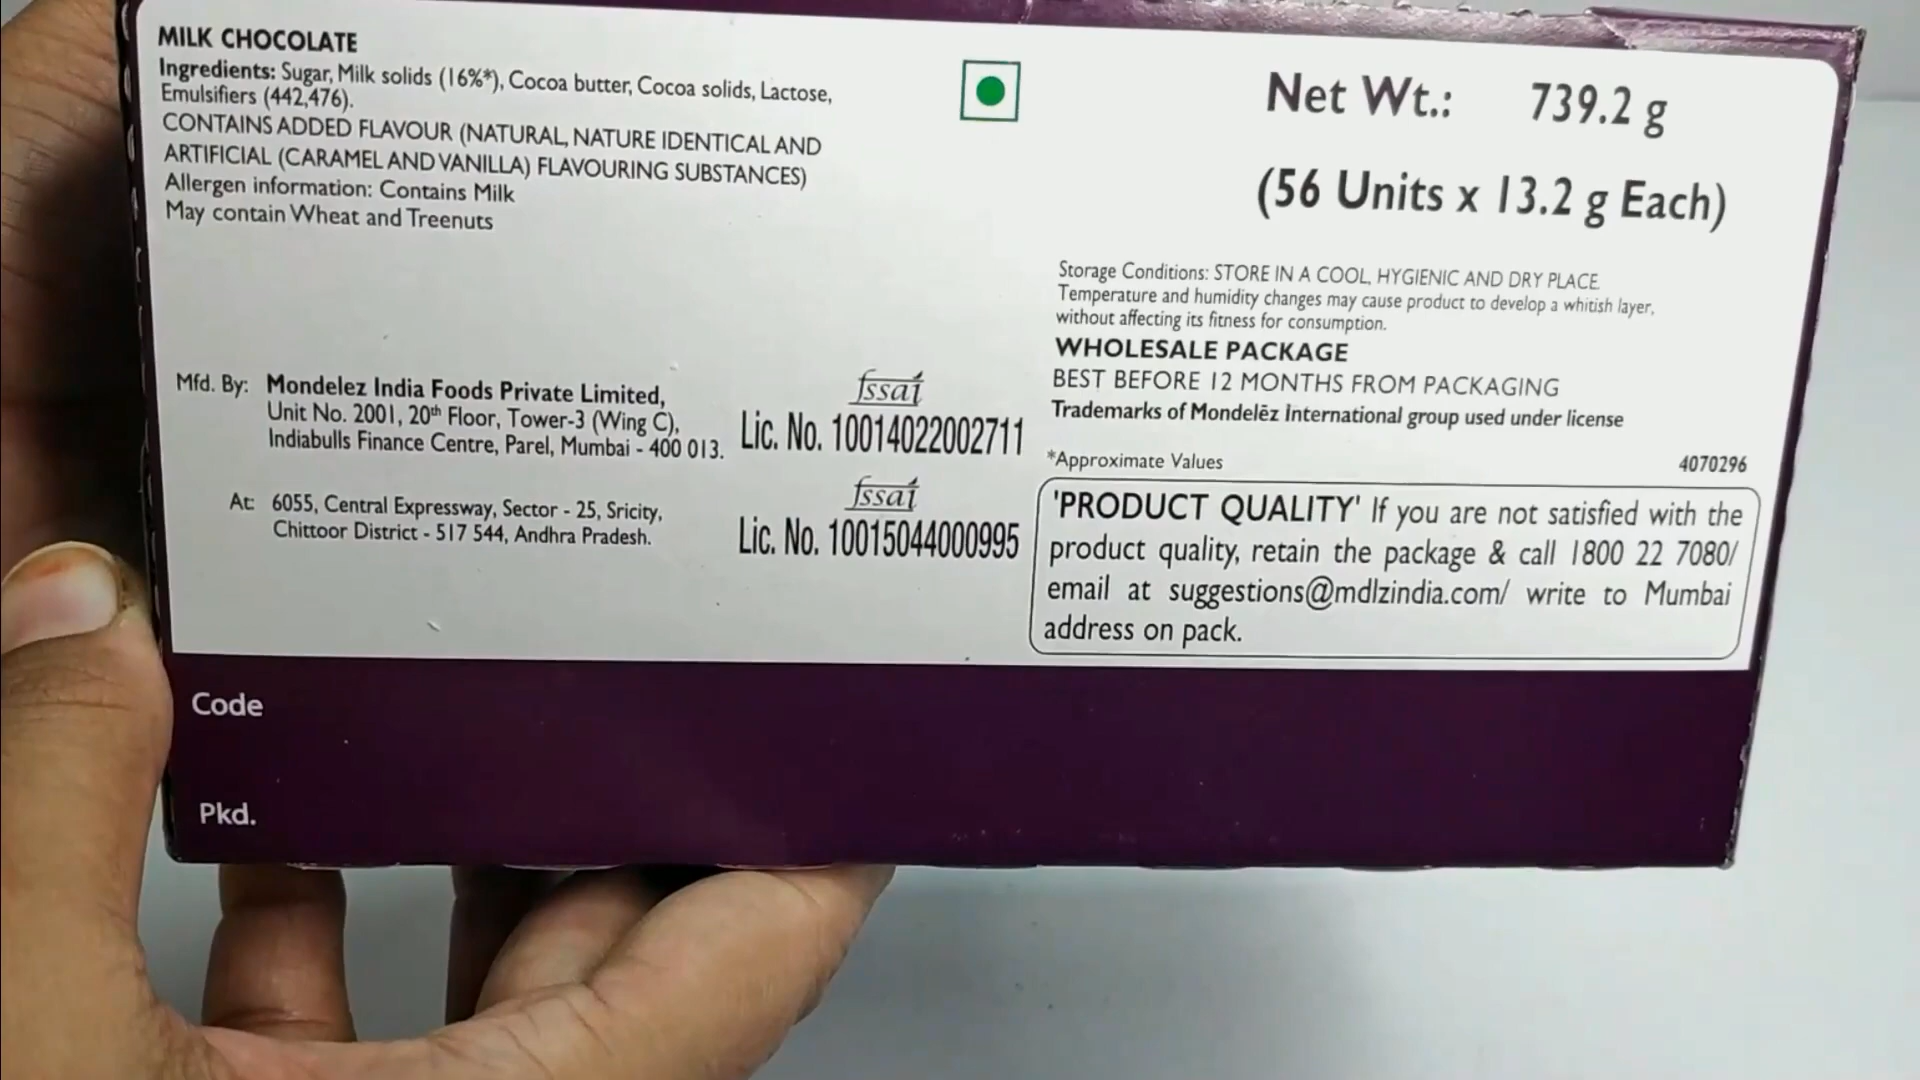 MILK CHOCOLATE
Ingredients: Sugar, Milk solids (16%*), Cocoa butter, Cocoa solids, Lactose,
Emulsifiers (442,476).
CONTAINS ADDED FLAVOUR (NATURAL, NATURE IDENTICAL AND
ARTIFICIAL (CARAMEL AND VANILLA) FLAVOURING SUBSTANCES)
Allergen information: Contains Milk
May contain Wheat and Treenuts
Net Wt.: 739.2 g
(56 Units x 13.2 g Each)
Storage Conditions: STORE IN A COOL, HYGIENIC AND DRY PLACE.
Temperature and humidity changes may cause product to develop a whitish layer,
without affecting its fitness for consumption.
WHOLESALE PACKAGE
BEST BEFORE 12 MONTHS FROM PACKAGING
Trademarks of Mondelēz International group used under license
*Approximate Values 4070296
Mfd. By: Mondelez India Foods Private Limited,
Unit No. 2001, 20th Floor, Tower-3 (Wing C),
Indiabulls Finance Centre, Parel, Mumbai - 400 013.
fssai
Lic. No. 10014022002711
At: 6055, Central Expressway, Sector - 25, Sricity,
Chittoor District - 517 544, Andhra Pradesh.
fssai
Lic. No. 10015044000995
'PRODUCT QUALITY' If you are not satisfied with the
product quality, retain the package & call 1800 22 7080/
email at suggestions@mdlzindia.com/ write to Mumbai
address on pack.
Code
Pkd.